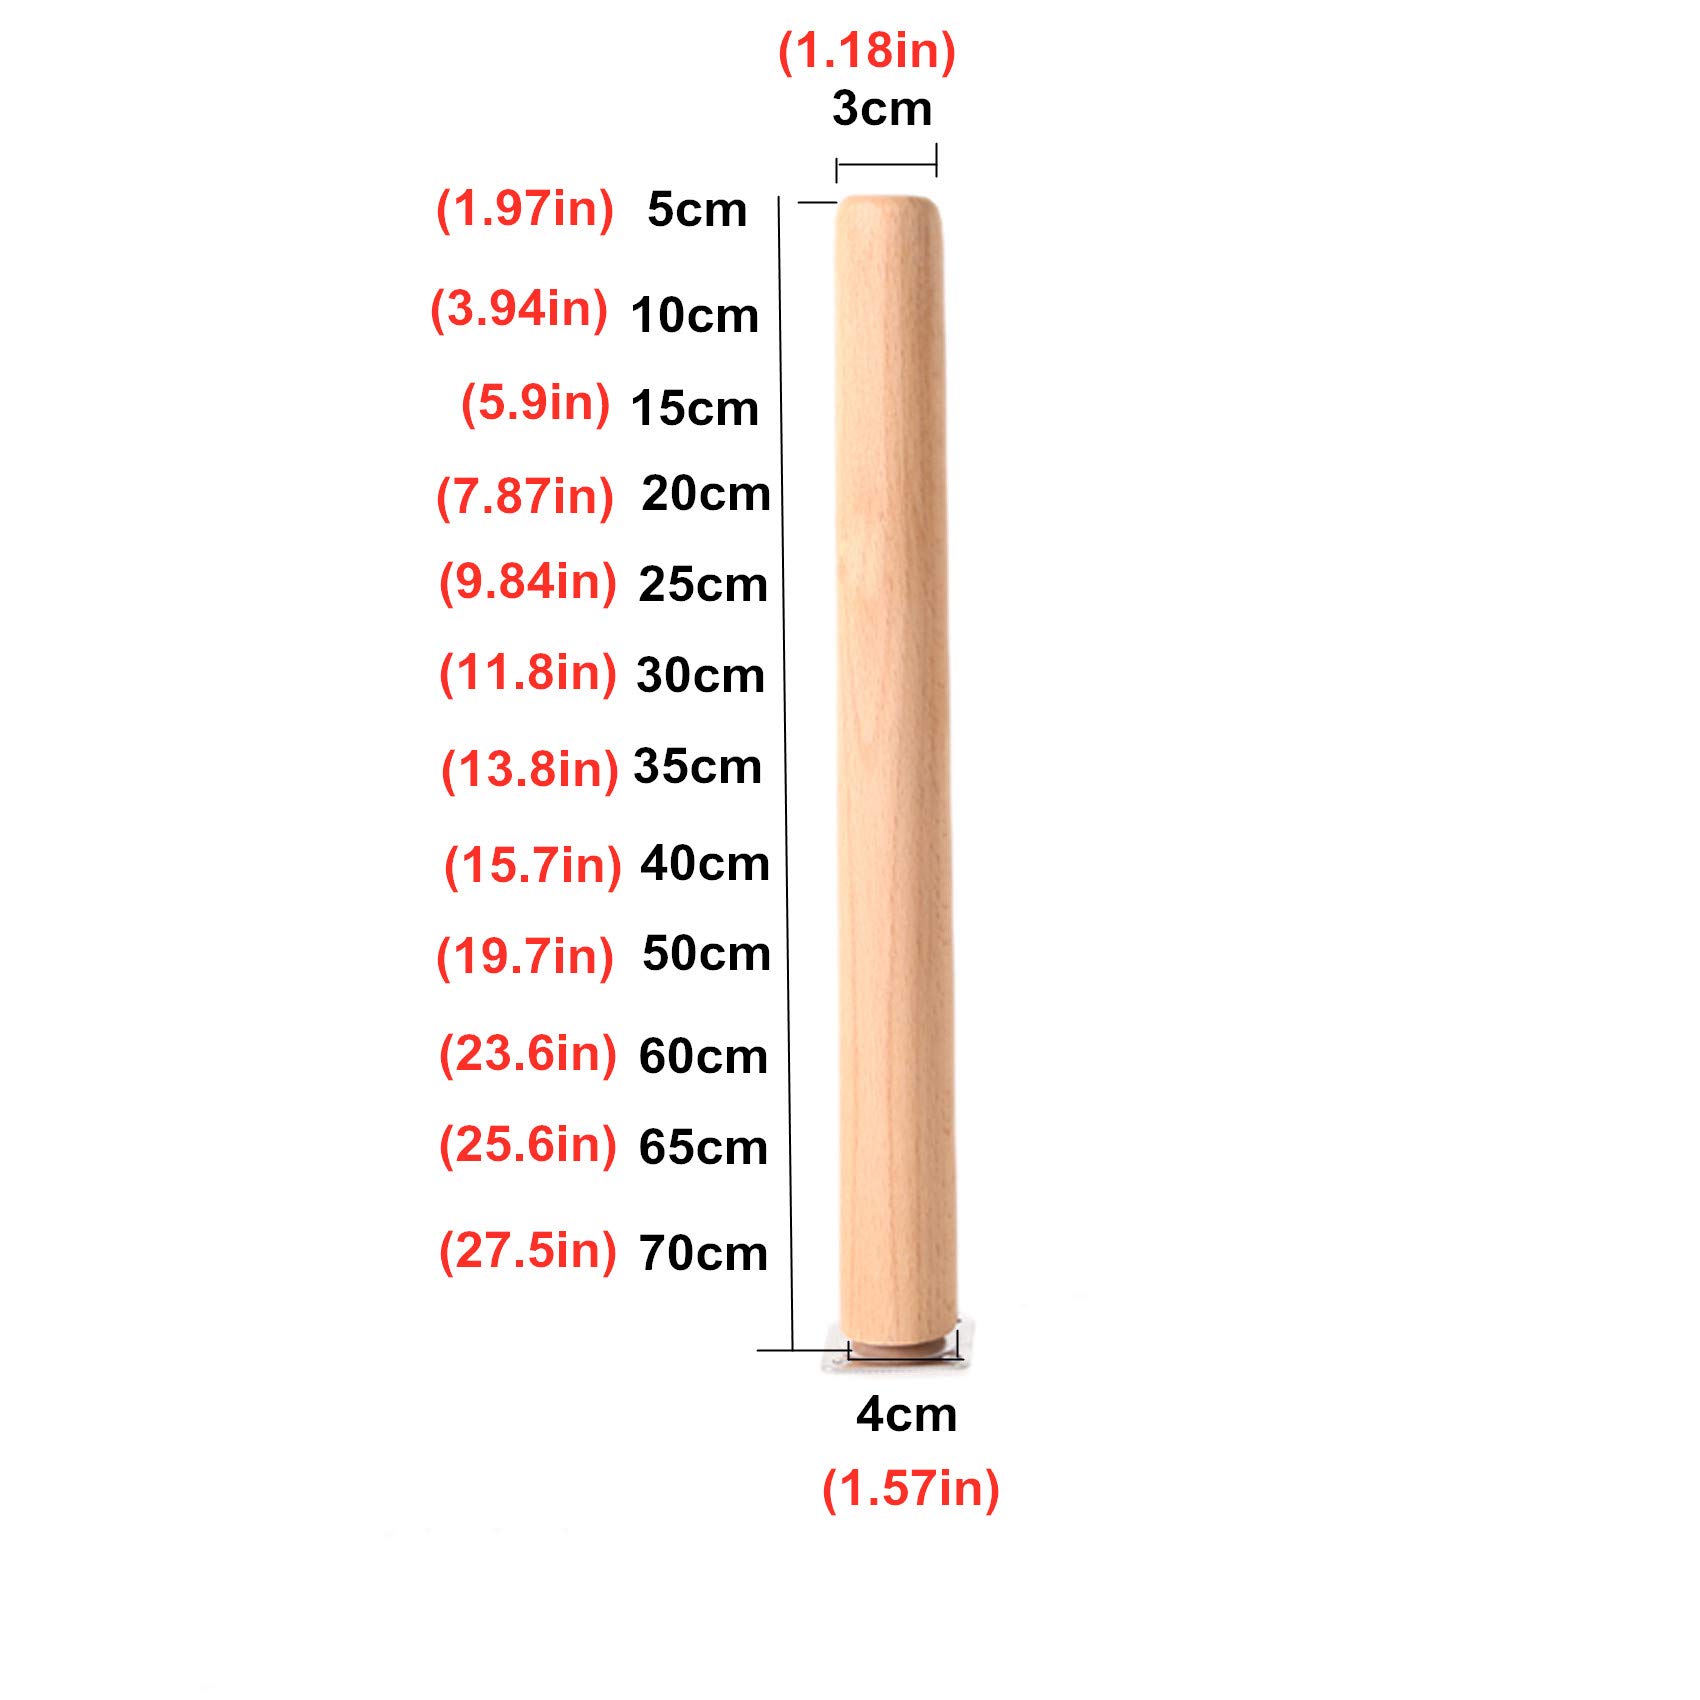 (1.18in)
3cm
(1.97in) 5cm
(3.94in) 10cm
(5.9in) 15cm
(7.87in) 20cm
(9.84in) 25cm
(11.8in) 30cm
(13.8in) 35cm
(15.7in) 40cm
(19.7in) 50cm
(23.6in) 60cm
(25.6in) 65cm
(27.5in) 70cm
4cm
(1.57in)